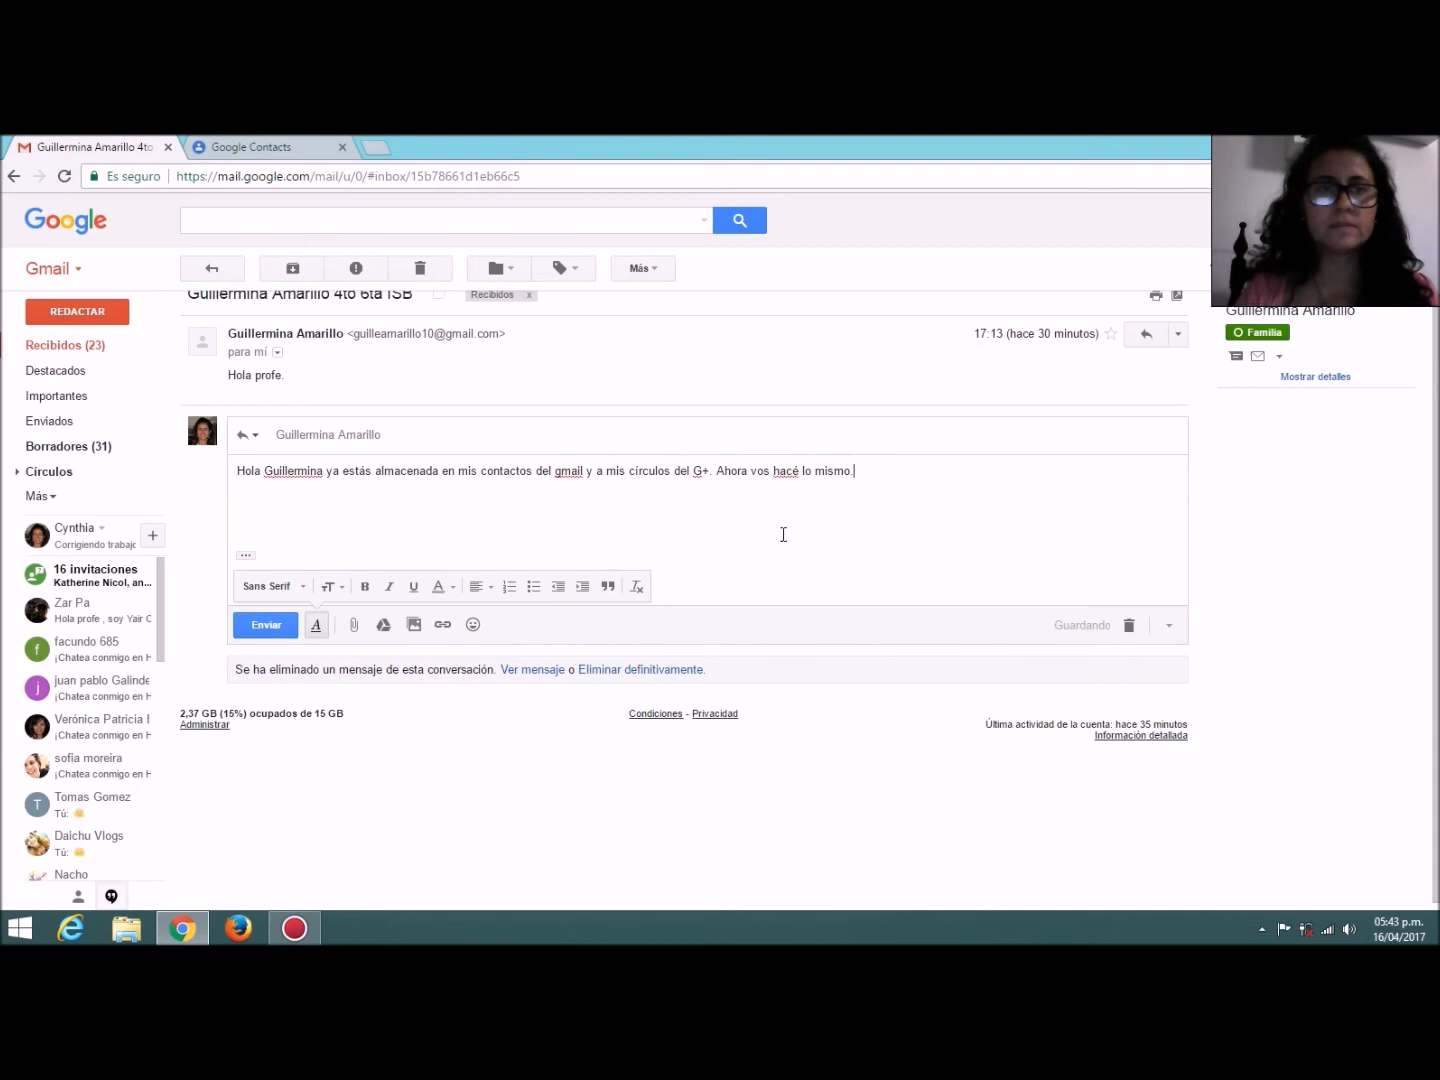 Guillermina Amarillo 4to
Google Contacts
Es seguro
https://mail.google.com/mail/u/0/#inbox/15b78661d1eb66c5
Google
Gmail
Más
REDACTAR
Recibidos (23)
Destacados
Importantes
Enviados
Borradores (31)
Círculos
Más
Cynthia
Corrigiendo trabajo
16 invitaciones
Katherine Nicol, an...
Zar Pa
Hola profe , soy Yair C
facundo 685
¡Chatea conmigo en H
juan pablo Galinde
¡Chatea conmigo en H
Verónica Patricia B
¡Chatea conmigo en H
sofia moreira
¡Chatea conmigo en H
Tomas Gomez
Tú:
Daichu Vlogs
Tú:
Nacho
Guillermina Amarillo 4to 6ta ISB
Recibidos x
Guillermina Amarillo <guilleamarillo10@gmail.com>
17:13 (hace 30 minutos)
para mí
Hola profe.
Guillermina Amarillo
Hola Guillermina ya estás almacenada en mis contactos del gmail y a mis círculos del G+. Ahora vos hacé lo mismo.
Sans Serif
Enviar
Guardando
Se ha eliminado un mensaje de esta conversación. Ver mensaje o Eliminar definitivamente.
2,37 GB (15%) ocupados de 15 GB
Administrar
Condiciones - Privacidad
Última actividad de la cuenta: hace 35 minutos
Información detallada
Guillermina Amarillo
Familia
Mostrar detalles
05:43 p.m.
16/04/2017